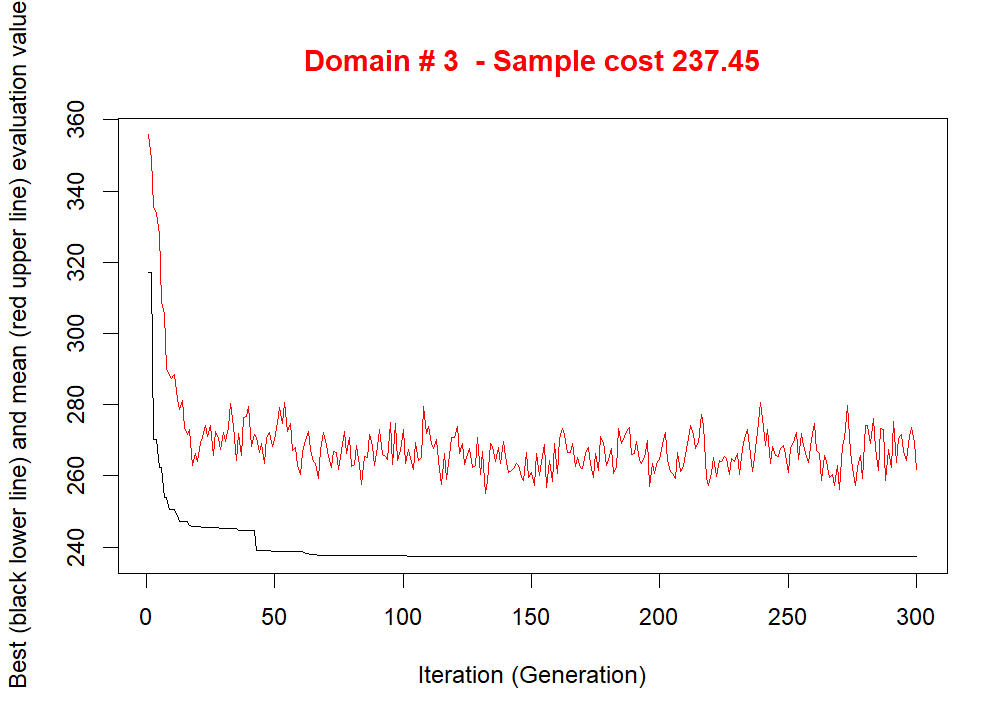 Domain # 3  - Sample cost 237.45
Best (black lower line) and mean (red upper line) evaluation value
360
340
320
300
280
260
240
0 50 100 150 200 250 300
Iteration (Generation)